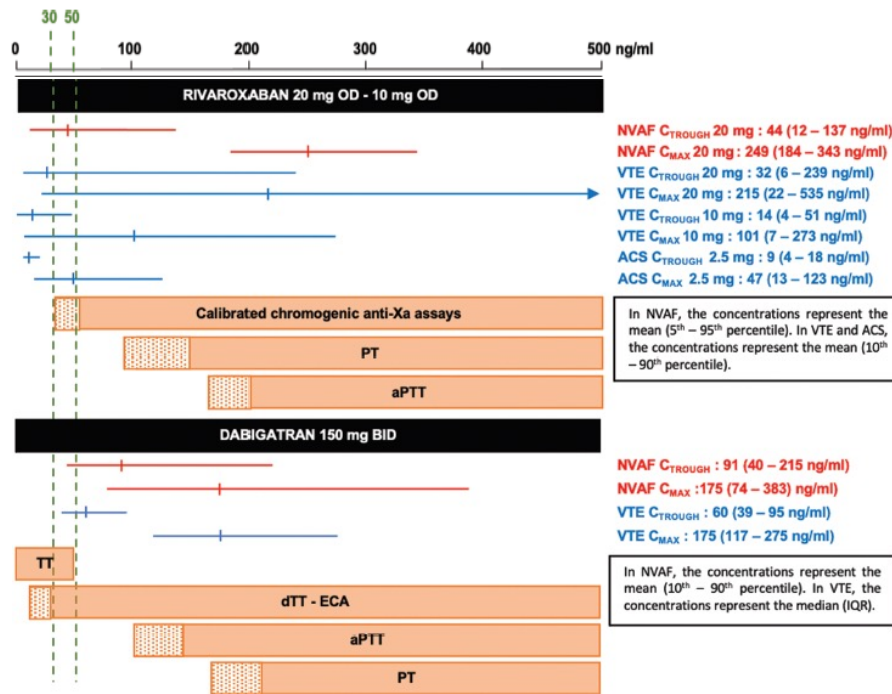 30 50
0 100 200 300 400 500 ng/ml
RIVAROXABAN 20 mg OD - 10 mg OD
NVAF CTROUGH 20 mg : 44 (12 – 137 ng/ml)
NVAF CMAX 20 mg : 249 (184 – 343 ng/ml)
VTE CTROUGH 20 mg : 32 (6 – 239 ng/ml)
VTE CMAX 20 mg : 215 (22 – 535 ng/ml)
VTE CTROUGH 10 mg : 14 (4 – 51 ng/ml)
VTE CMAX 10 mg : 101 (7 – 273 ng/ml)
ACS CTROUGH 2.5 mg : 9 (4 – 18 ng/ml)
ACS CMAX 2.5 mg : 47 (13 – 123 ng/ml)
Calibrated chromogenic anti-Xa assays
PT
aPTT
In NVAF, the concentrations represent the
mean (5th – 95th percentile). In VTE and ACS,
the concentrations represent the mean (10th
– 90th percentile).
DABIGATRAN 150 mg BID
NVAF CTROUGH : 91 (40 – 215 ng/ml)
NVAF CMAX :175 (74 – 383) ng/ml)
VTE CTROUGH : 60 (39 – 95 ng/ml)
VTE CMAX : 175 (117 – 275 ng/ml)
TT
dTT - ECA
aPTT
PT
In NVAF, the concentrations represent the
mean (10th – 90th percentile). In VTE, the
concentrations represent the median (IQR).